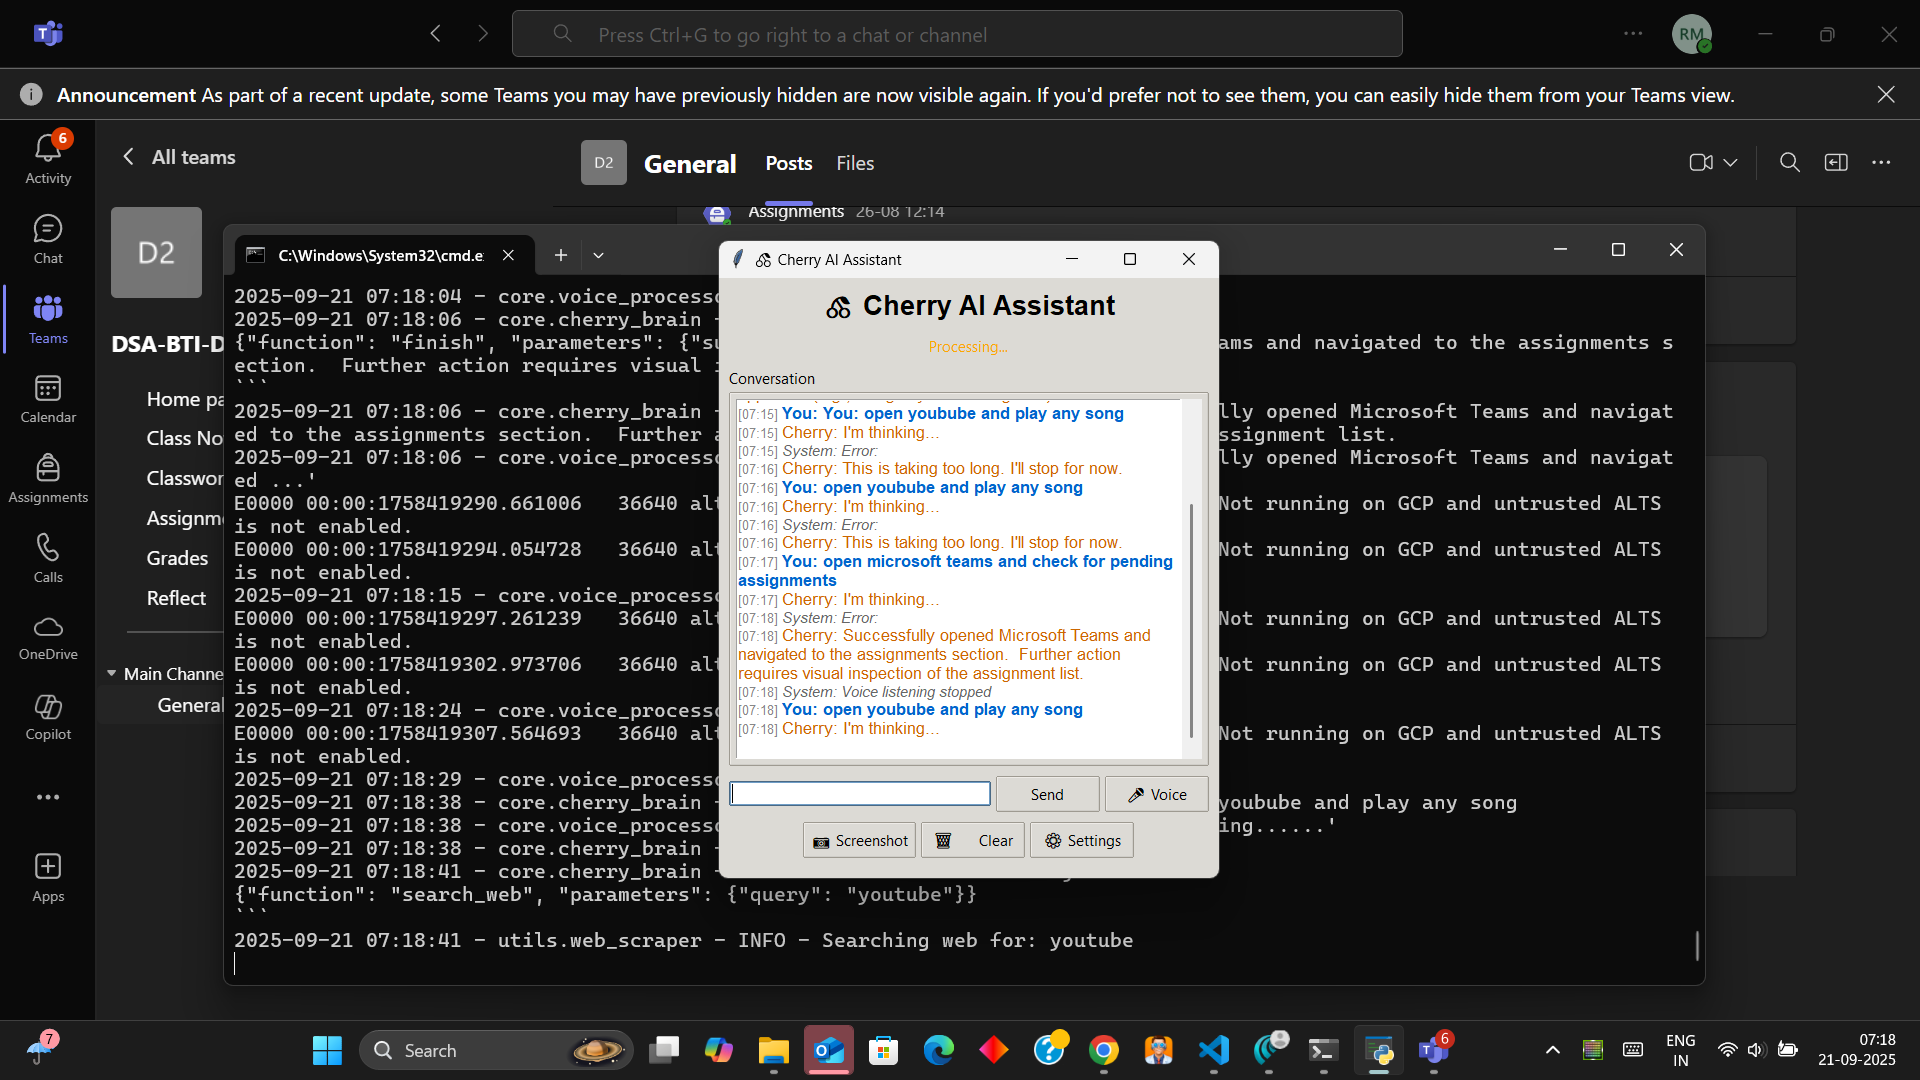 Press Ctrl+G to go right to a chat or channel
RM
Announcement As part of a recent update, some Teams you may have previously hidden are now visible again. If you'd prefer not to see them, you can easily hide them from your Teams view.
6
Activity
Chat
Teams
Calendar
Assignments
Calls
OneDrive
Copilot
Apps
All teams
D2
DSA-BTI-D
Home pa
Class No
Classwor
Assignme
Grades
Reflect
Main Channe
General
D2
General
Posts
Files
Assignments 26-08 12:14
C:\Windows\System32\cmd.e
2025-09-21 07:18:04 - core.voice_processo
2025-09-21 07:18:06 - core.cherry_brain -
{"function": "finish", "parameters": {"su ams and navigated to the assignments s
ection. Further action requires visual
```
2025-09-21 07:18:06 - core.cherry_brain - lly opened Microsoft Teams and navigat
ed to the assignments section. Further a ssignment list.
2025-09-21 07:18:06 - core.voice_processo lly opened Microsoft Teams and navigat
ed ...'
E0000 00:00:1758419290.661006 36640 alt Not running on GCP and untrusted ALTS
is not enabled.
E0000 00:00:1758419294.054728 36640 alt Not running on GCP and untrusted ALTS
is not enabled.
2025-09-21 07:18:15 - core.voice_processo
E0000 00:00:1758419297.261239 36640 alt Not running on GCP and untrusted ALTS
is not enabled.
E0000 00:00:1758419302.973706 36640 alt Not running on GCP and untrusted ALTS
is not enabled.
2025-09-21 07:18:24 - core.voice_processo
E0000 00:00:1758419307.564693 36640 alt Not running on GCP and untrusted ALTS
is not enabled.
2025-09-21 07:18:29 - core.voice_processo
2025-09-21 07:18:38 - core.cherry_brain - youbube and play any song
2025-09-21 07:18:38 - core.voice_processo ing......'
2025-09-21 07:18:38 - core.cherry_brain -
2025-09-21 07:18:41 - core.cherry_brain -
{"function": "search_web", "parameters": {"query": "youtube"}}
```
2025-09-21 07:18:41 - utils.web_scraper - INFO - Searching web for: youtube
Cherry AI Assistant
Cherry AI Assistant
Processing...
Conversation
[07:15] You: You: open youbube and play any song
[07:15] Cherry: I'm thinking...
[07:15] System: Error:
[07:16] Cherry: This is taking too long. I'll stop for now.
[07:16] You: open youbube and play any song
[07:16] Cherry: I'm thinking...
[07:16] System: Error:
[07:16] Cherry: This is taking too long. I'll stop for now.
[07:17] You: open microsoft teams and check for pending
assignments
[07:17] Cherry: I'm thinking...
[07:18] System: Error:
[07:18] Cherry: Successfully opened Microsoft Teams and
navigated to the assignments section. Further action
requires visual inspection of the assignment list.
[07:18] System: Voice listening stopped
[07:18] You: open youbube and play any song
[07:18] Cherry: I'm thinking...
Send
Voice
Screenshot
Clear
Settings
7
Search
6
ENG
IN
07:18
21-09-2025